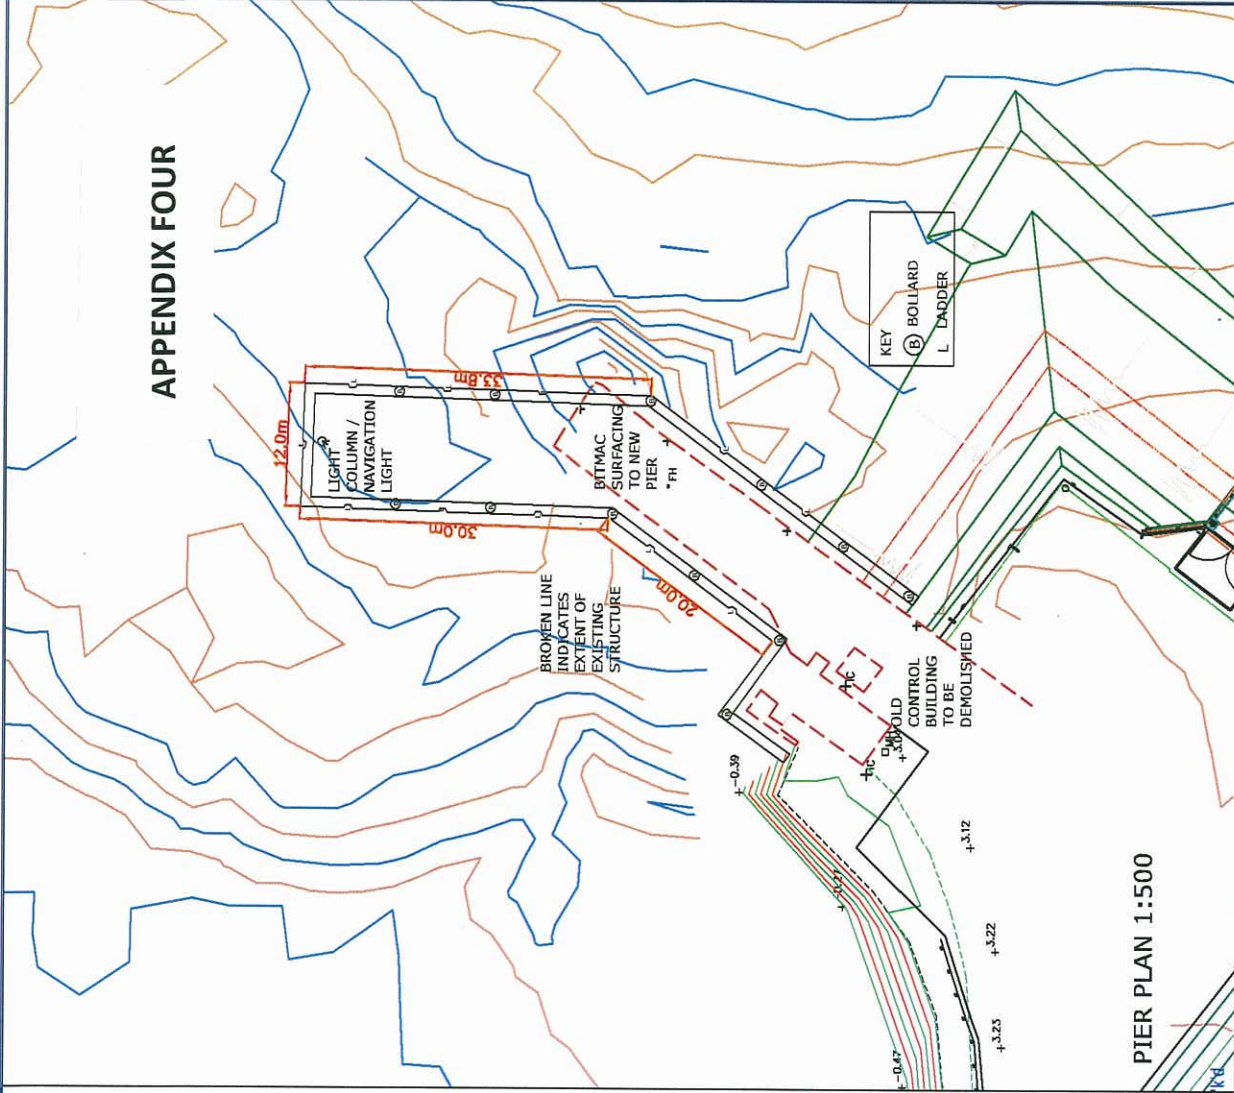 APPENDIX FOUR
12.0m
33.8m
LIGHT
COLUMN /
NAVIGATION
LIGHT
30.0m
BITMAC
SURFACING
TO NEW
PIER
*FH
KEY
B BOLLARD
L LADDER
BROKEN LINE
INDICATES
EXTENT OF
EXISTING
STRUCTURE
20.0m
OLD
CONTROL
BUILDING
TO BE
DEMOLISHED
IC
IC
+-0.39
+3.12
+3.22
+3.23
+-0.47
PIER PLAN 1:500
k'd